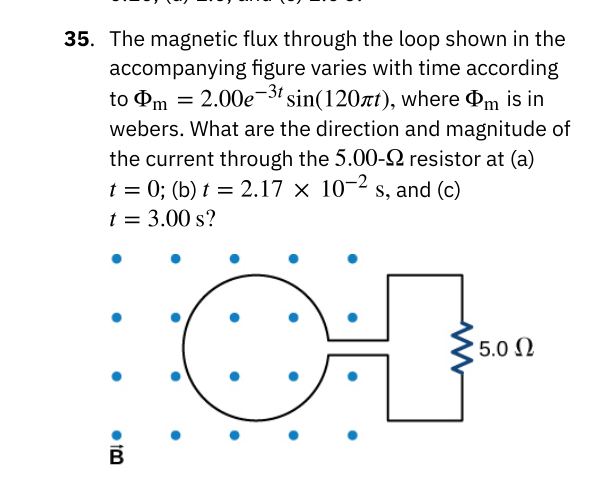 35. The magnetic flux through the loop shown in the
accompanying figure varies with time according
to Φₘ = 2.00e⁻³ᵗ sin(120πt), where Φₘ is in
webers. What are the direction and magnitude of
the current through the 5.00-Ω resistor at (a)
t = 0; (b) t = 2.17 × 10⁻² s, and (c)
t = 3.00 s?
5.0 Ω
B⃗